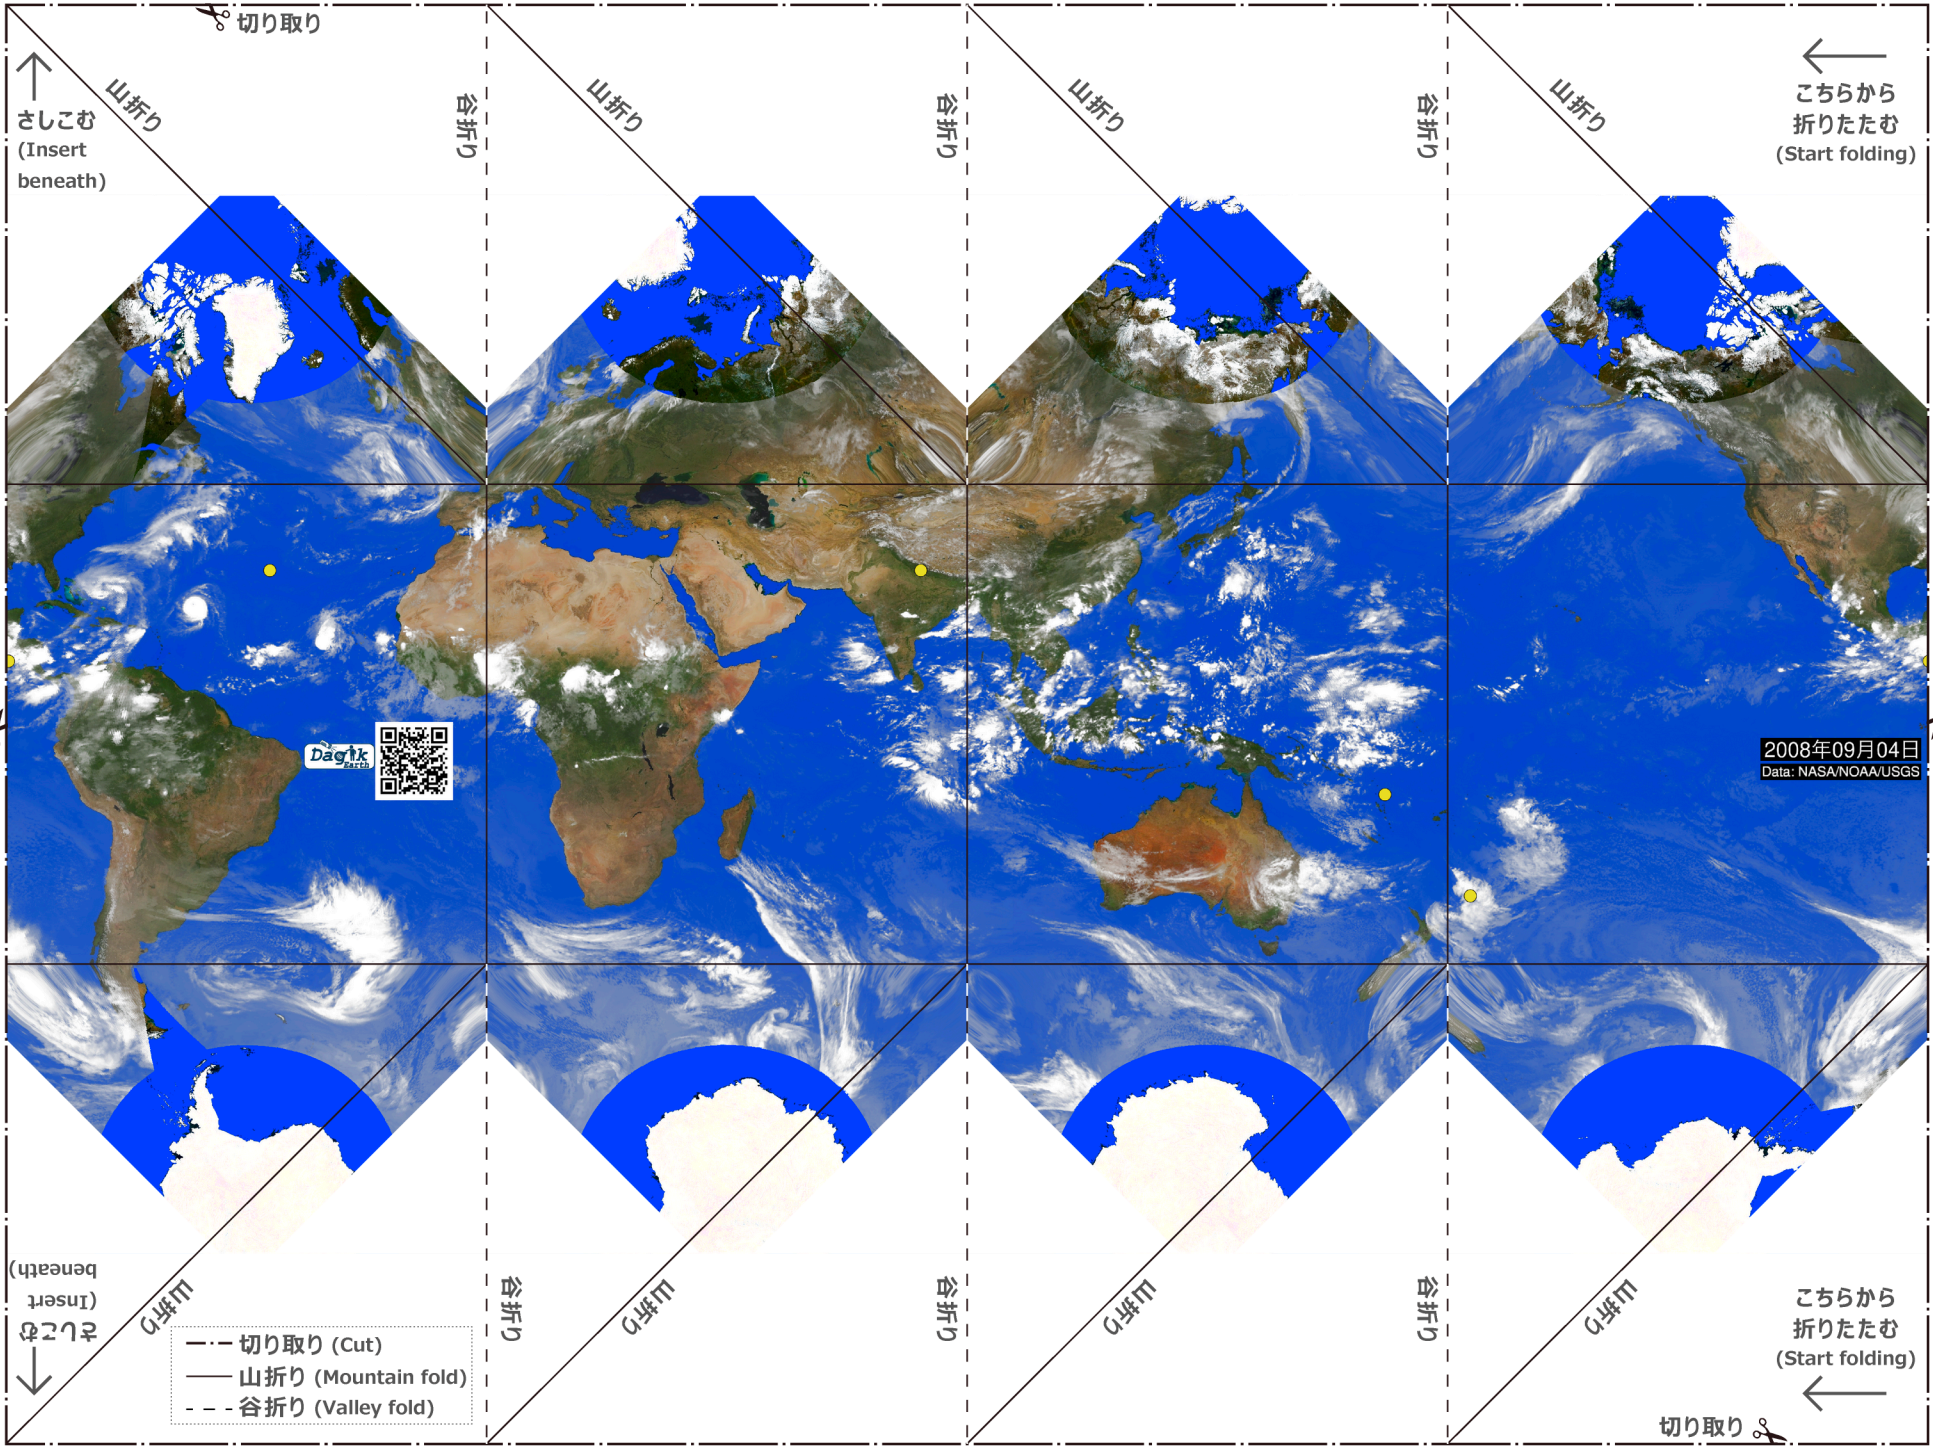 切り取り
山折り
谷折り
山折り
谷折り
山折り
谷折り
山折り
さしこむ
(Insert
beneath)
こちらから
折りたたむ
(Start folding)
Dagik
Earth
2008年09月04日
Data: NASA/NOAA/USGS
さしこむ
(Insert
beneath)
山折り
谷折り
山折り
谷折り
山折り
谷折り
山折り
切り取り (Cut)
山折り (Mountain fold)
谷折り (Valley fold)
こちらから
折りたたむ
(Start folding)
切り取り